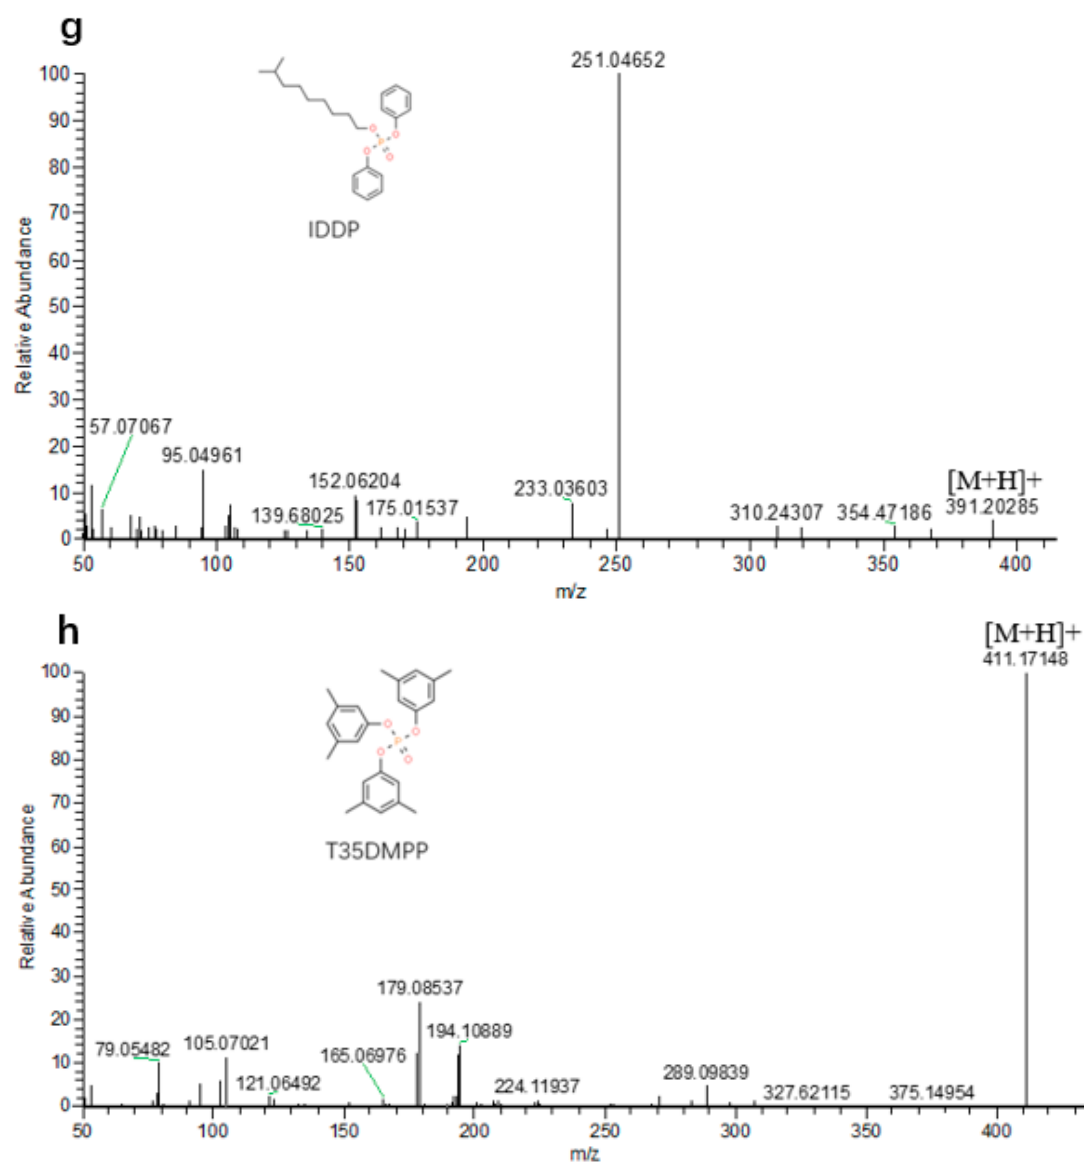 g
251.04652
100
90
80
70
60
50
40
30
20
10
0
Relative Abundance
O
O
P
O
O
IDDP
57.07067
95.04961
139.68025
152.06204
175.01537
233.03603
310.24307
354.47186
[M+H]+
391.20285
50
100
150
200
250
300
350
400
m/z
h
[M+H]+
411.17148
100
90
80
70
60
50
40
30
20
10
0
Relative Abundance
O
O
P
O
O
T35DMPP
79.05482
105.07021
121.06492
165.06976
179.08537
194.10889
224.11937
289.09839
327.62115
375.14954
50
100
150
200
250
300
350
400
m/z